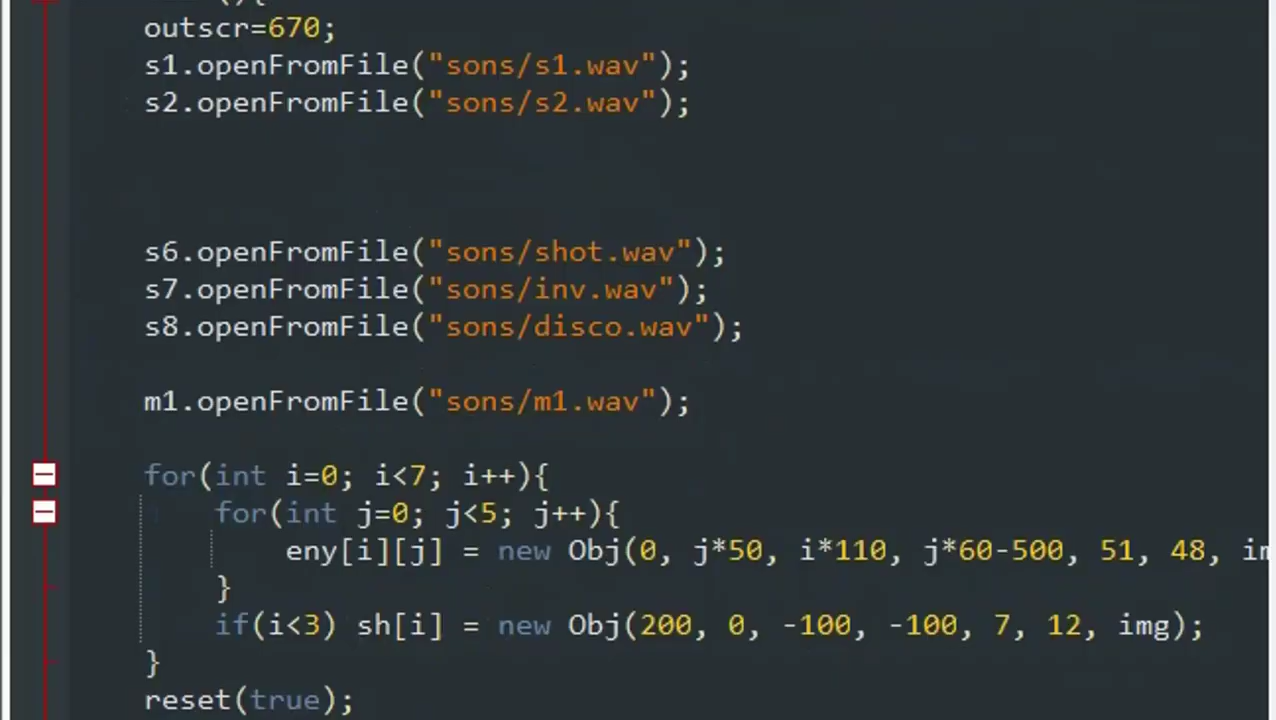 (){
outscr=670;
s1.openFromFile("sons/s1.wav");
s2.openFromFile("sons/s2.wav");
s6.openFromFile("sons/shot.wav");
s7.openFromFile("sons/inv.wav");
s8.openFromFile("sons/disco.wav");
m1.openFromFile("sons/m1.wav");
for(int i=0; i<7; i++){
for(int j=0; j<5; j++){
eny[i][j] = new Obj(0, j*50, i*110, j*60-500, 51, 48, im
}
if(i<3) sh[i] = new Obj(200, 0, -100, -100, 7, 12, img);
}
reset(true);